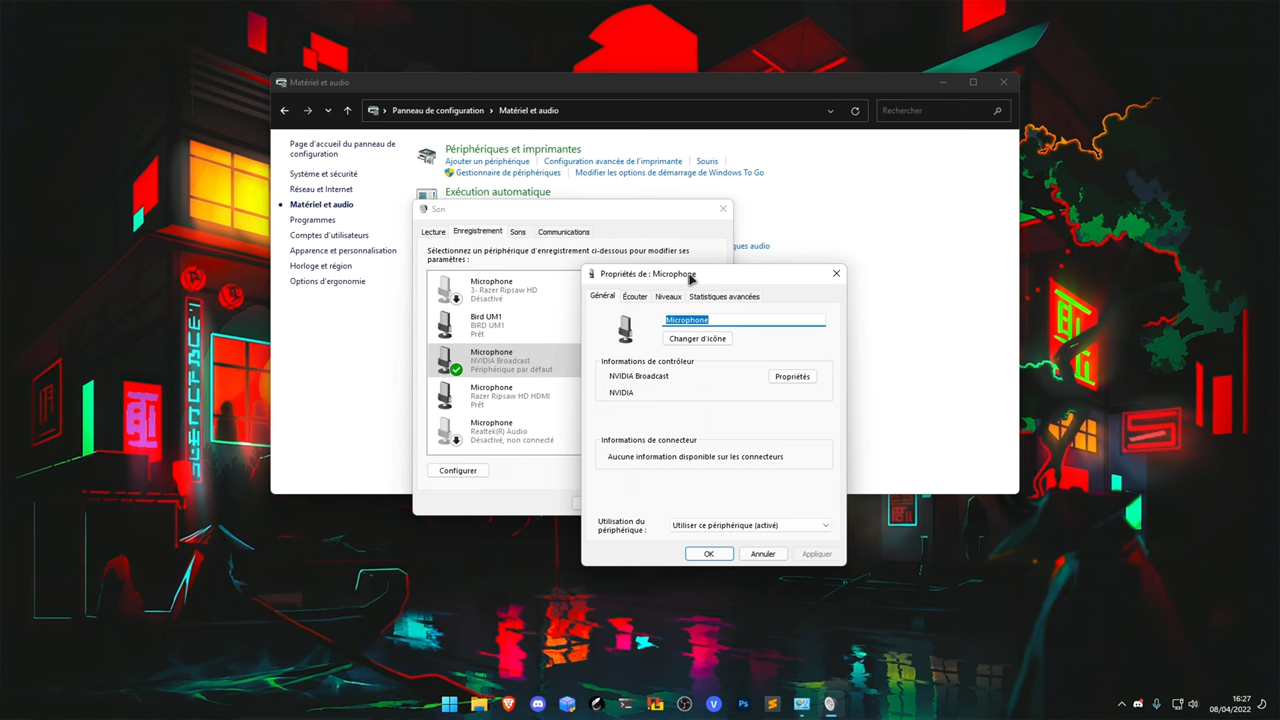 Matériel et audio
Panneau de configuration > Matériel et audio
Rechercher
Page d'accueil du panneau de
configuration
Système et sécurité
Réseau et Internet
Matériel et audio
Programmes
Comptes d'utilisateurs
Apparence et personnalisation
Horloge et région
Options d'ergonomie
Périphériques et imprimantes
Ajouter un périphérique
Configuration avancée de l'imprimante
Souris
Gestionnaire de périphériques
Modifier les options de démarrage de Windows To Go
Exécution automatique
ques audio
Son
Lecture
Enregistrement
Sons
Communications
Sélectionnez un périphérique d'enregistrement ci-dessous pour modifier ses
paramètres :
Microphone
3- Razer Ripsaw HD
Désactivé
Bird UM1
BIRD UM1
Prêt
Microphone
NVIDIA Broadcast
Périphérique par défaut
Microphone
Razer Ripsaw HD HDMI
Prêt
Microphone
Realtek(R) Audio
Désactivé, non connecté
Configurer
Propriétés de : Microphone
Général
Écouter
Niveaux
Statistiques avancées
Microphone
Changer d'icône
Informations de contrôleur
NVIDIA Broadcast
Propriétés
NVIDIA
Informations de connecteur
Aucune information disponible sur les connecteurs
Utilisation du
périphérique :
Utiliser ce périphérique (activé)
OK
Annuler
Appliquer
16:27
08/04/2022